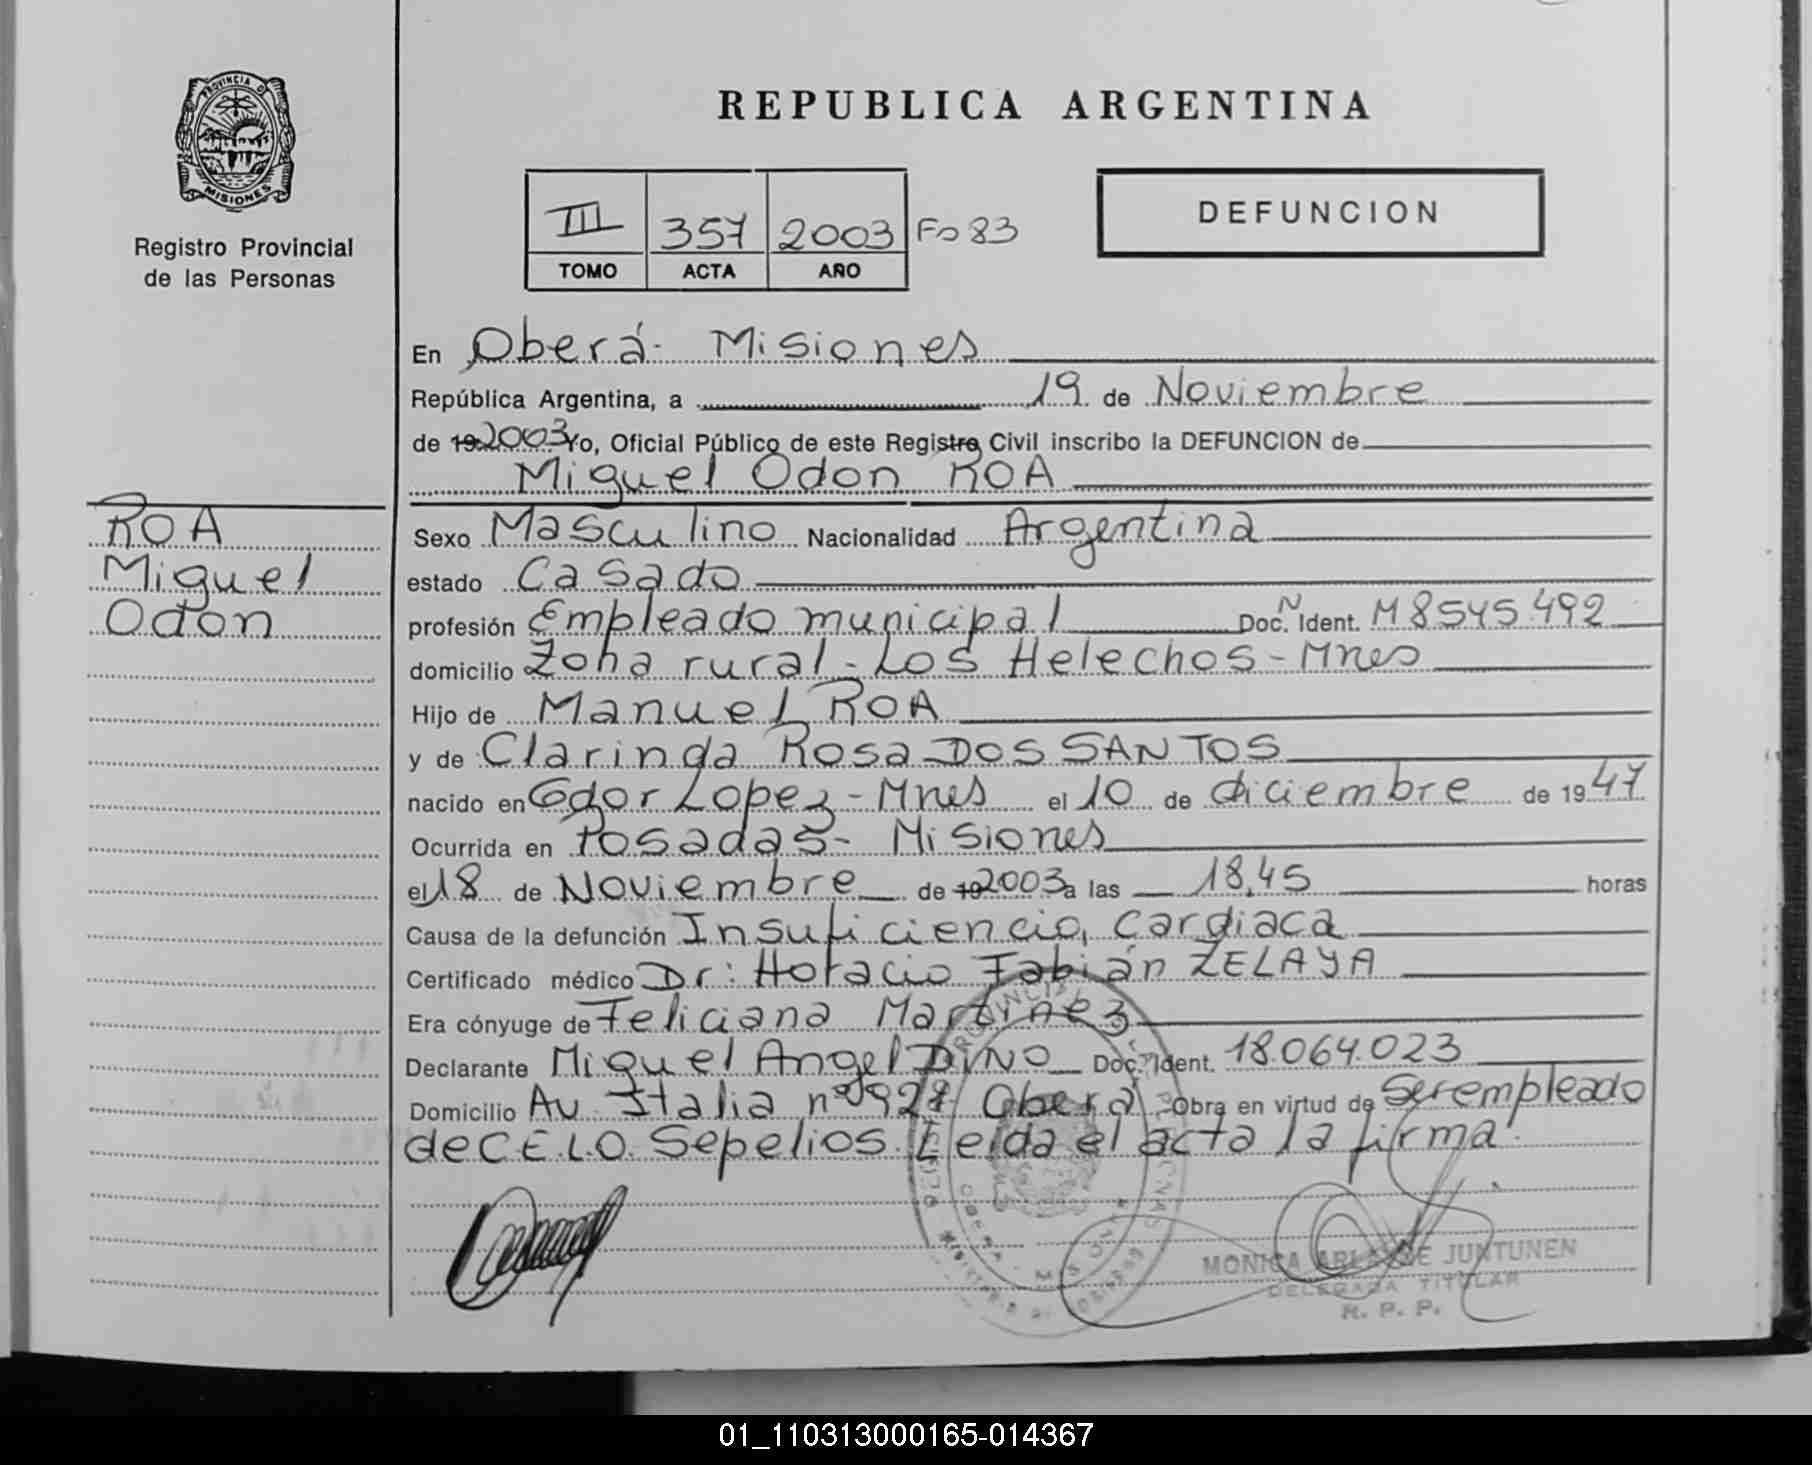 PROVINCIA D
MISIONES
Registro Provincial
de las Personas
REPUBLICA ARGENTINA
III 357 2003 Fo 83
TOMO ACTA AÑO
DEFUNCION
En Oberá - Misiones
República Argentina, a 19 de Noviembre
de 19 2003 Yo, Oficial Público de este Registro Civil inscribo la DEFUNCION de
Miguel Odon ROA
ROA
Miguel
Odon
Sexo Masculino Nacionalidad Argentina
estado Casado
profesión Empleado municipal Doc. N Ident. M 8545.492
domicilio Zona rural - Los Helechos - Mnes
Hijo de Manuel ROA
y de Clarinda Rosa DOS SANTOS
nacido en Gdor Lopez - Mnes el 10 de diciembre de 1947
Ocurrida en Posadas - Misiones
el 18 de Noviembre de 19 2003 a las 18,45 horas
Causa de la defunción Insuficiencia Cardiaca
Certificado médico Dr: Horacio Fabián ZELAYA
Era cónyuge de Feliciana Martinez
Declarante Miguel Angel DINO Doc. Ident. 18.064.023
Domicilio Av. Italia nº 928 Oberá Obra en virtud de Ser empleado
de C.E.L.O. Sepelios. Leida el acta la firma.
MONICA DE JUNTUNEN
DELEGADA TITULAR
R. P. P.
01_110313000165-014367